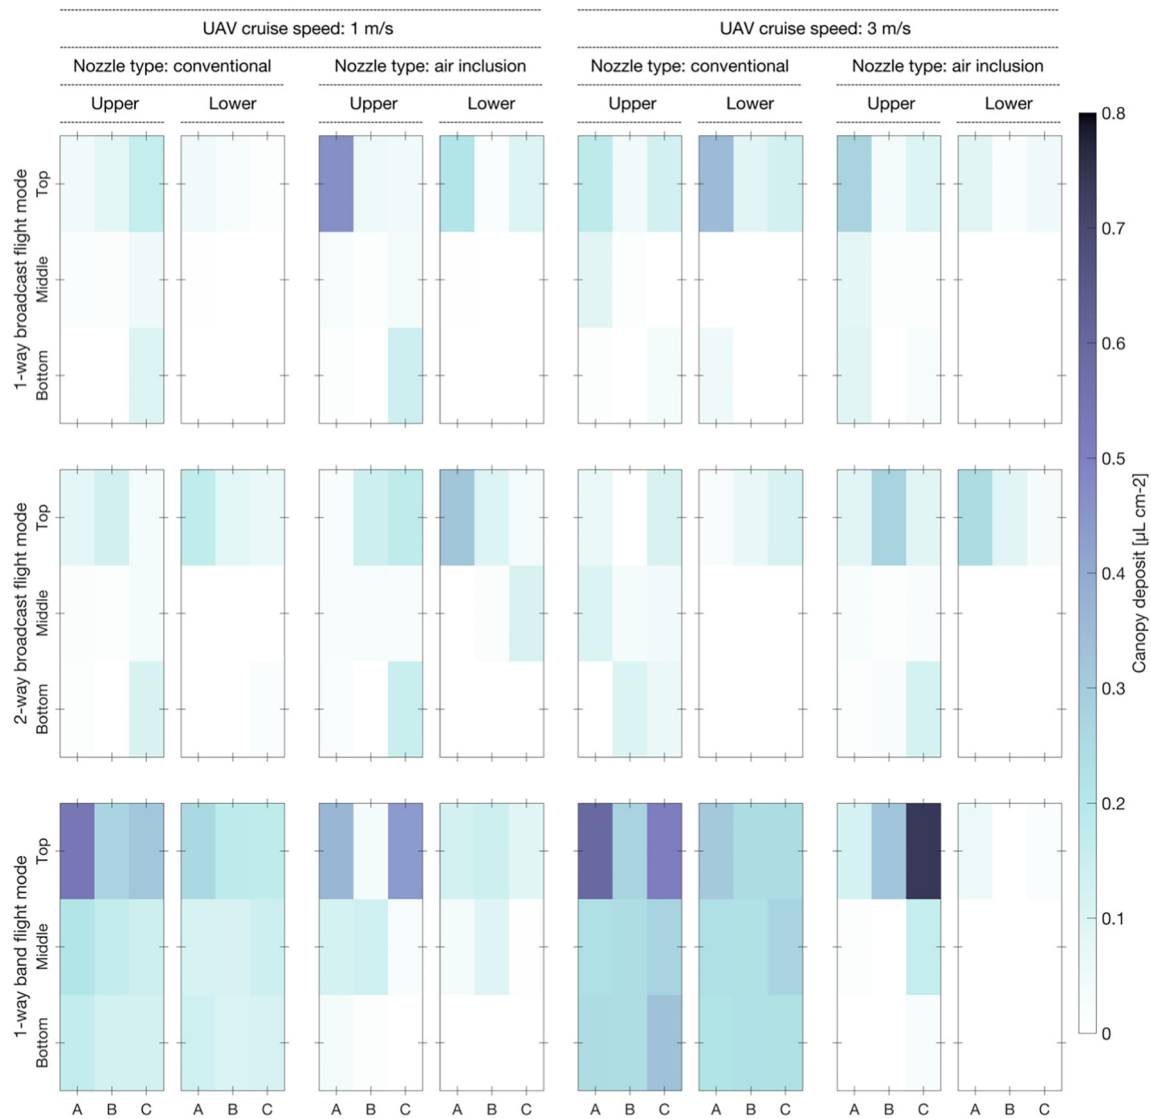 UAV cruise speed: 1 m/s UAV cruise speed: 3 m/s
Nozzle type: conventional Nozzle type: air inclusion Nozzle type: conventional Nozzle type: air inclusion
Upper Lower Upper Lower Upper Lower Upper Lower
1-way broadcast flight mode
Top
Middle
Bottom
2-way broadcast flight mode
Top
Middle
Bottom
1-way band flight mode
Top
Middle
Bottom
A B C A B C A B C A B C A B C A B C A B C A B C
0.8
0.7
0.6
0.5
0.4
0.3
0.2
0.1
0
Canopy deposit [µL cm-2]